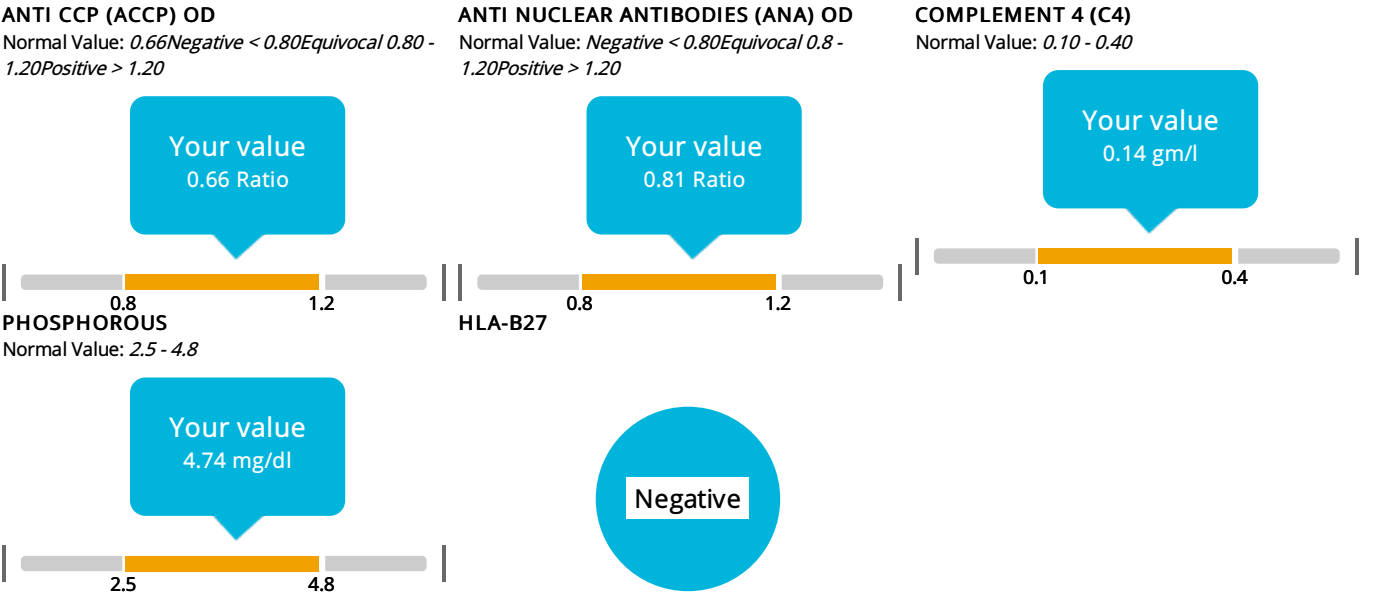 ANTI CCP (ACCP) OD
Normal Value: 0.66Negative < 0.80Equivocal 0.80 -
1.20Positive > 1.20
Your value
0.66 Ratio
0.8
1.2
ANTI NUCLEAR ANTIBODIES (ANA) OD
Normal Value: Negative < 0.80Equivocal 0.8 -
1.20Positive > 1.20
Your value
0.81 Ratio
0.8
1.2
COMPLEMENT 4 (C4)
Normal Value: 0.10 - 0.40
Your value
0.14 gm/l
0.1
0.4
PHOSPHOROUS
Normal Value: 2.5 - 4.8
Your value
4.74 mg/dl
2.5
4.8
HLA-B27
Negative